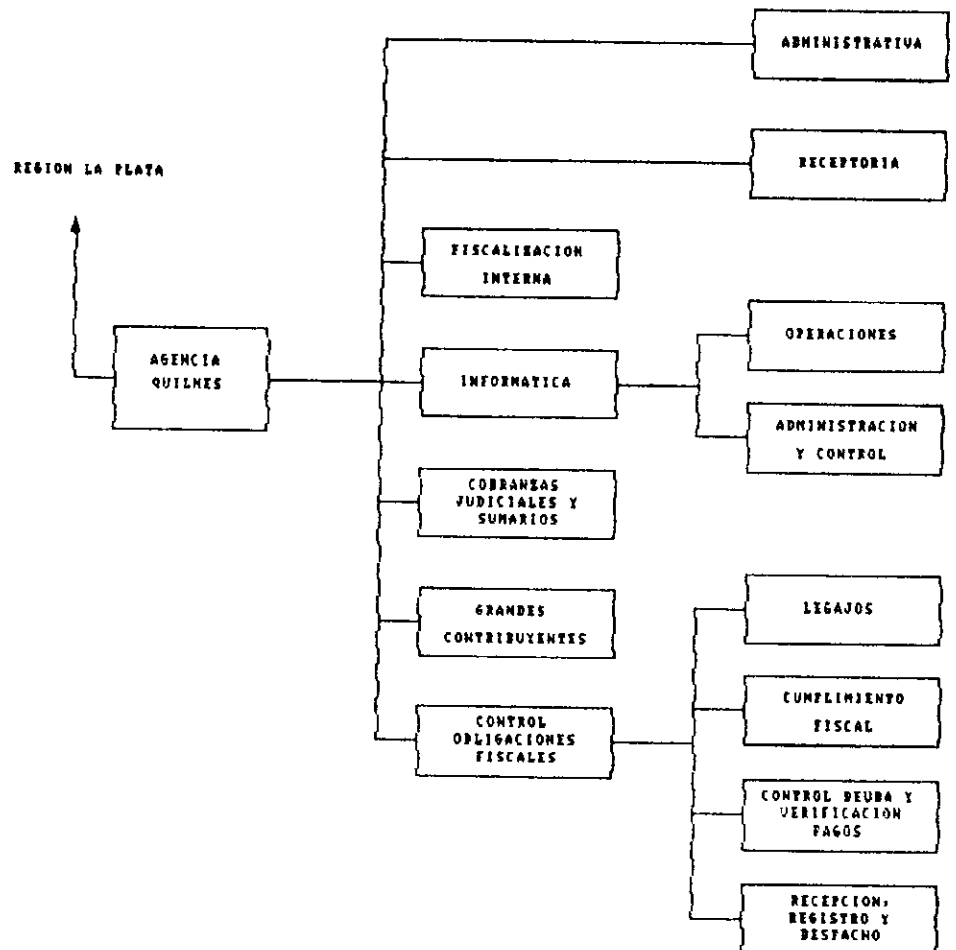 ADMINISTRATIVA
REGION LA PLATA
RECEPTORIA
FISCALIZACION
INTERNA
AGENCIA
QUILMES
INFORMATICA
OPERACIONES
ADMINISTRACION
Y CONTROL
COBRANZAS
JUDICIALES Y
SUMARIOS
GRANDES
CONTRIBUYENTES
CONTROL
OBLIGACIONES
FISCALES
LEGAJOS
CUMPLIMIENTO
FISCAL
CONTROL DEUDA Y
VERIFICACION
PAGOS
RECEPCION,
REGISTRO Y
DESPACHO